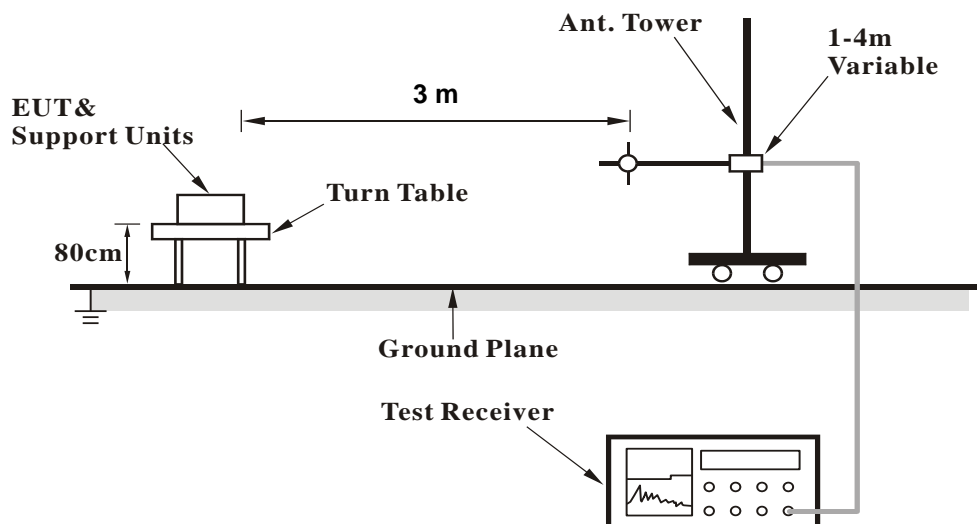 Ant. Tower
1-4m
Variable
3 m
EUT&
Support Units
Turn Table
80cm
Ground Plane
Test Receiver